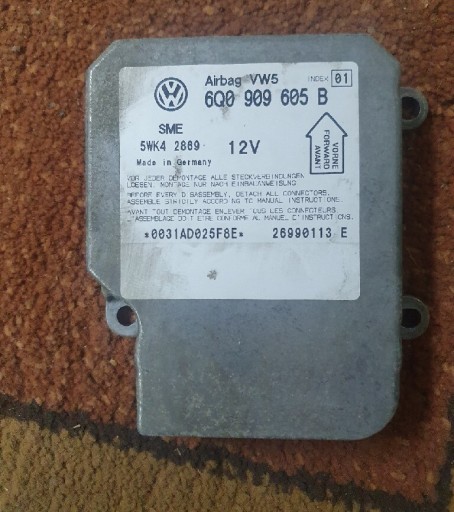 Airbag VW5 INDEX 01
6Q0 909 605 B
SME
5WK4 2869 12V
Made in Germany
VORNE
FORWARD
AVANT
VOR JEDER DEMONTAGE ALLE STECKVERBINDUNGEN
LOESEN, MONTAGE NUR NACH EINBAUANWEISUNG
BEFORE EVERY DISASSEMBLY, DETACH ALL CONNECTORS,
ASSEMBLE STRICTLY ACCORDING TO MANUAL INSTRUCTIONS
AVANT TOUT DEMONTAGE ENLEVER TOUS LES CONNECTEURS
L'ASSEMBLAGE DOIT ETRE CONFORME AU MANUEL D'INSTRUCTIONS.
*0031AD025F8E* 26990113 E